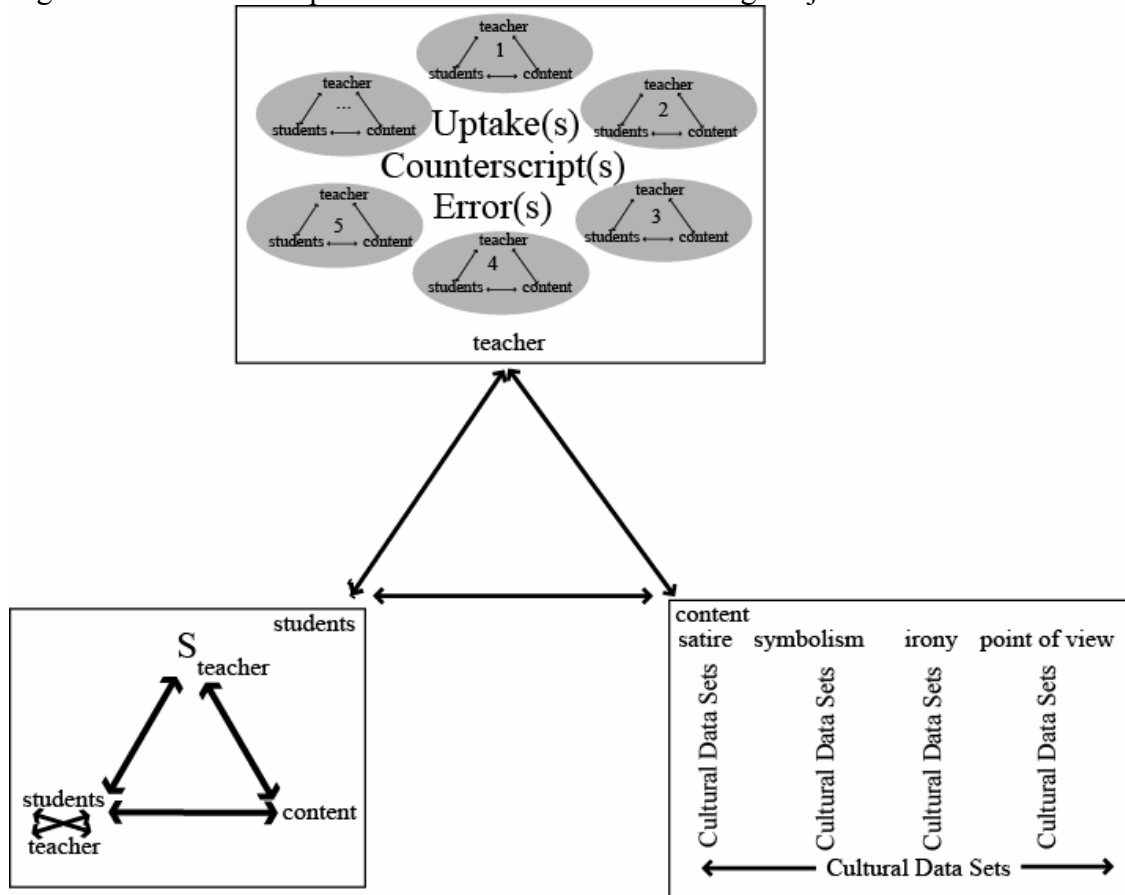 teacher
1
students content
teacher
...
students content
teacher
2
students content
Uptake(s)
Counterscript(s)
Error(s)
teacher
5
students content
teacher
3
students content
teacher
4
students content
teacher
students
S
teacher
students
content
teacher
content
satire symbolism irony point of view
Cultural Data Sets
Cultural Data Sets
Cultural Data Sets
Cultural Data Sets
Cultural Data Sets